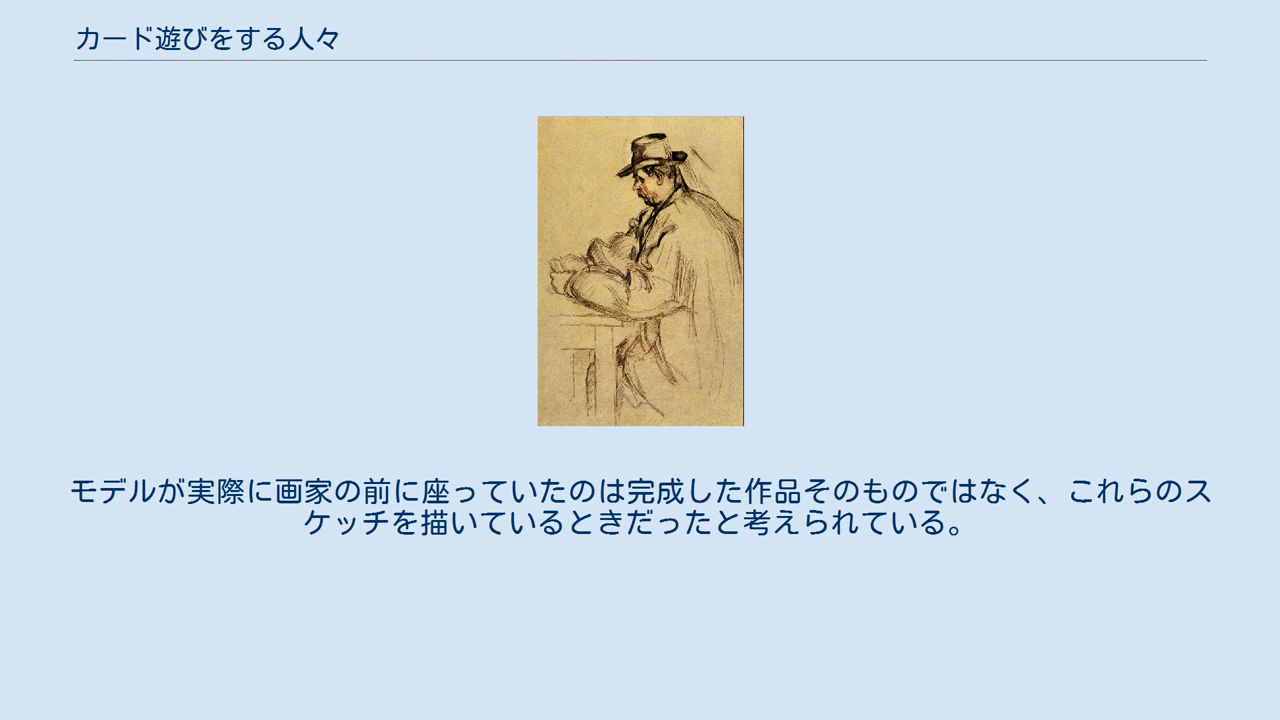 カード遊びをする人々
モデルが実際に画家の前に座っていたのは完成した作品そのものではなく、これらのス
ケッチを描いているときだったと考えられている。